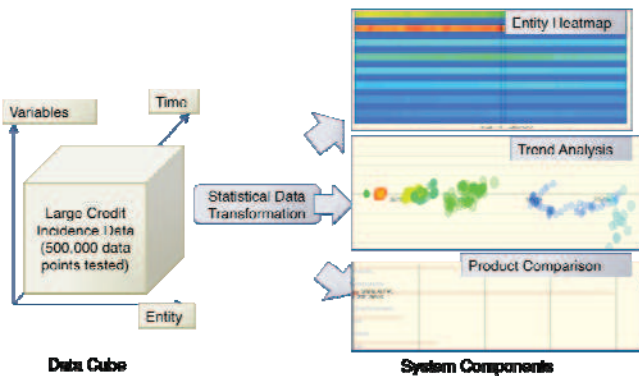 Entity Heatmap
Time
Variables
Trend Analysis
Large Credit
Incidence Data
(500,000 data
points tested)
Statistical Data
Transformation
Product Comparison
Entity
Data Cube
System Components